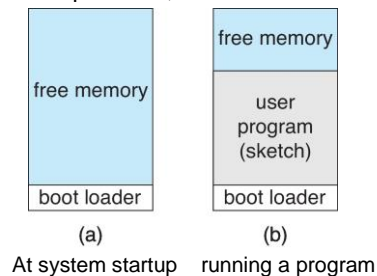 free memory
boot loader
(a)
At system startup
free memory
user
program
(sketch)
boot loader
(b)
running a program